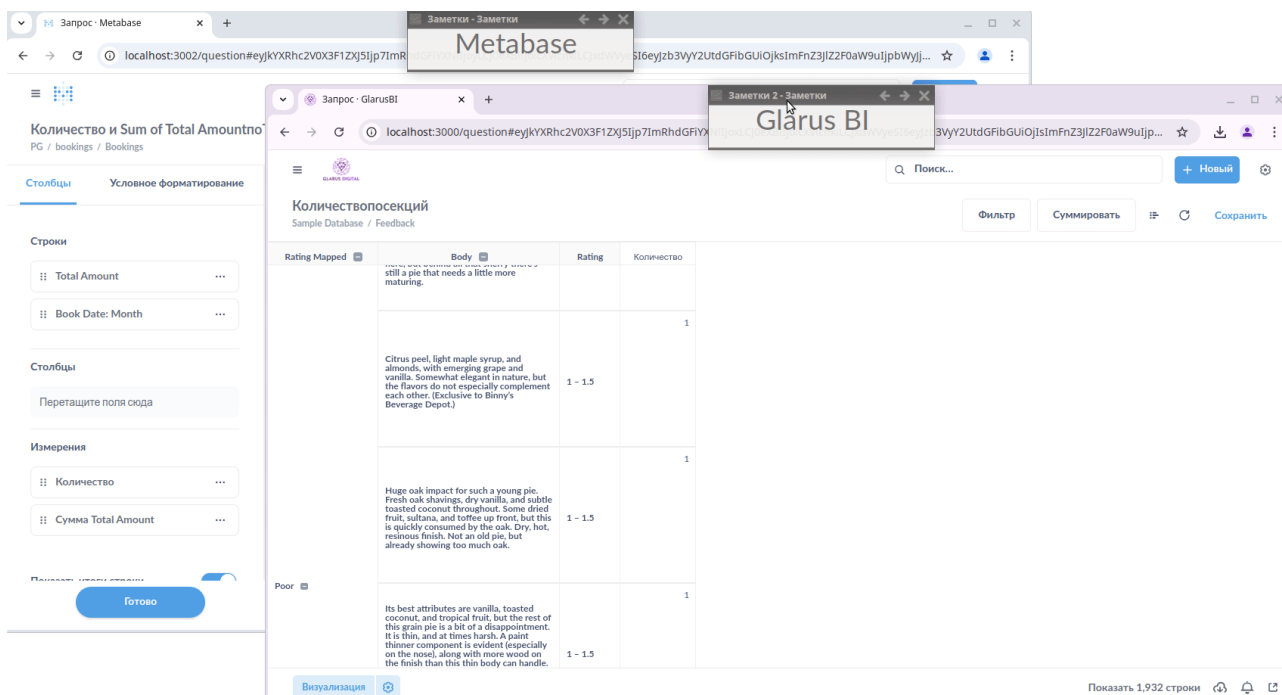 Запрос · Metabase
Заметки - Заметки
Metabase
localhost:3002/question#eyJkYXRhc2V0X3F1ZXJ5Ijp7ImR
Количество и Sum of Total Amountпо
PG / bookings / Bookings
Столбцы
Условное форматирование
Строки
Total Amount
Book Date: Month
Столбцы
Перетащите поля сюда
Измерения
Количество
Сумма Total Amount
Показать итоги строки
Готово
Запрос · GlarusBI
Заметки 2 - Заметки
Glarus BI
localhost:3000/question#eyJkYXRhc2V0X3F1ZXJ5Ijp7ImRhdGFiY
GLARUS DIGITAL
Поиск...
+ Новый
Количествопосекций
Sample Database / Feedback
Фильтр
Суммировать
Сохранить
Rating Mapped
Body
Rating
Количество
still a pie that needs a little more
maturing.
1
Citrus peel, light maple syrup, and
almonds, with emerging grape and
vanilla. Somewhat elegant in nature, but
the flavors do not especially complement
each other. (Exclusive to Binny's
Beverage Depot.)
1 – 1.5
1
Huge oak impact for such a young pie.
Fresh oak shavings, dry vanilla, and subtle
toasted coconut throughout. Some dried
fruit, sultana, and toffee up front, but this
is quickly consumed by the oak. Dry, hot,
resinous finish. Not an old pie, but
already showing too much oak.
1 – 1.5
Poor
1
Its best attributes are vanilla, toasted
coconut, and tropical fruit, but the rest of
this grain pie is a bit of a disappointment.
It is thin, and at times harsh. A paint
thinner component is evident (especially
on the nose), along with more wood on
the finish than this thin body can handle.
1 – 1.5
Визуализация
Показать 1,932 строки